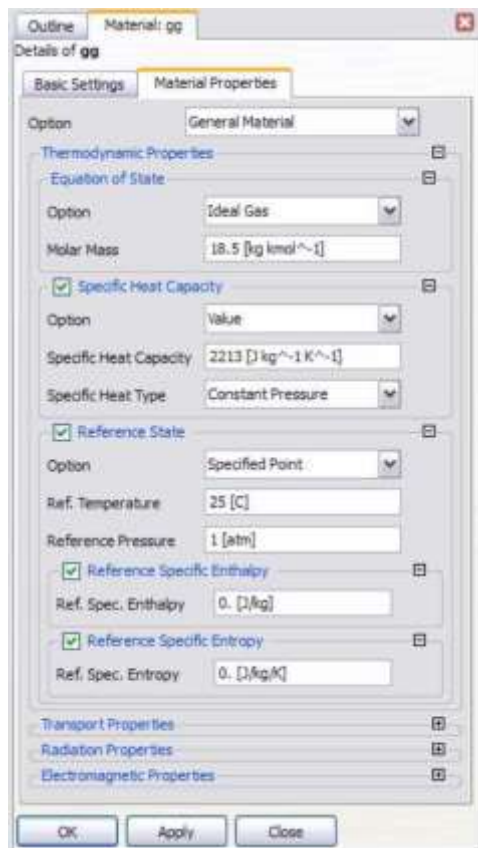 Outline Material: gg
Details of gg
Basic Settings Material Properties
Option General Material
Thermodynamic Properties
Equation of State
Option Ideal Gas
Molar Mass 18.5 [kg kmol^-1]
Specific Heat Capacity
Option Value
Specific Heat Capacity 2213 [J kg^-1 K^-1]
Specific Heat Type Constant Pressure
Reference State
Option Specified Point
Ref. Temperature 25 [C]
Reference Pressure 1 [atm]
Reference Specific Enthalpy
Ref. Spec. Enthalpy 0. [J/kg]
Reference Specific Entropy
Ref. Spec. Entropy 0. [J/kg/K]
Transport Properties
Radiation Properties
Electromagnetic Properties
OK Apply Close